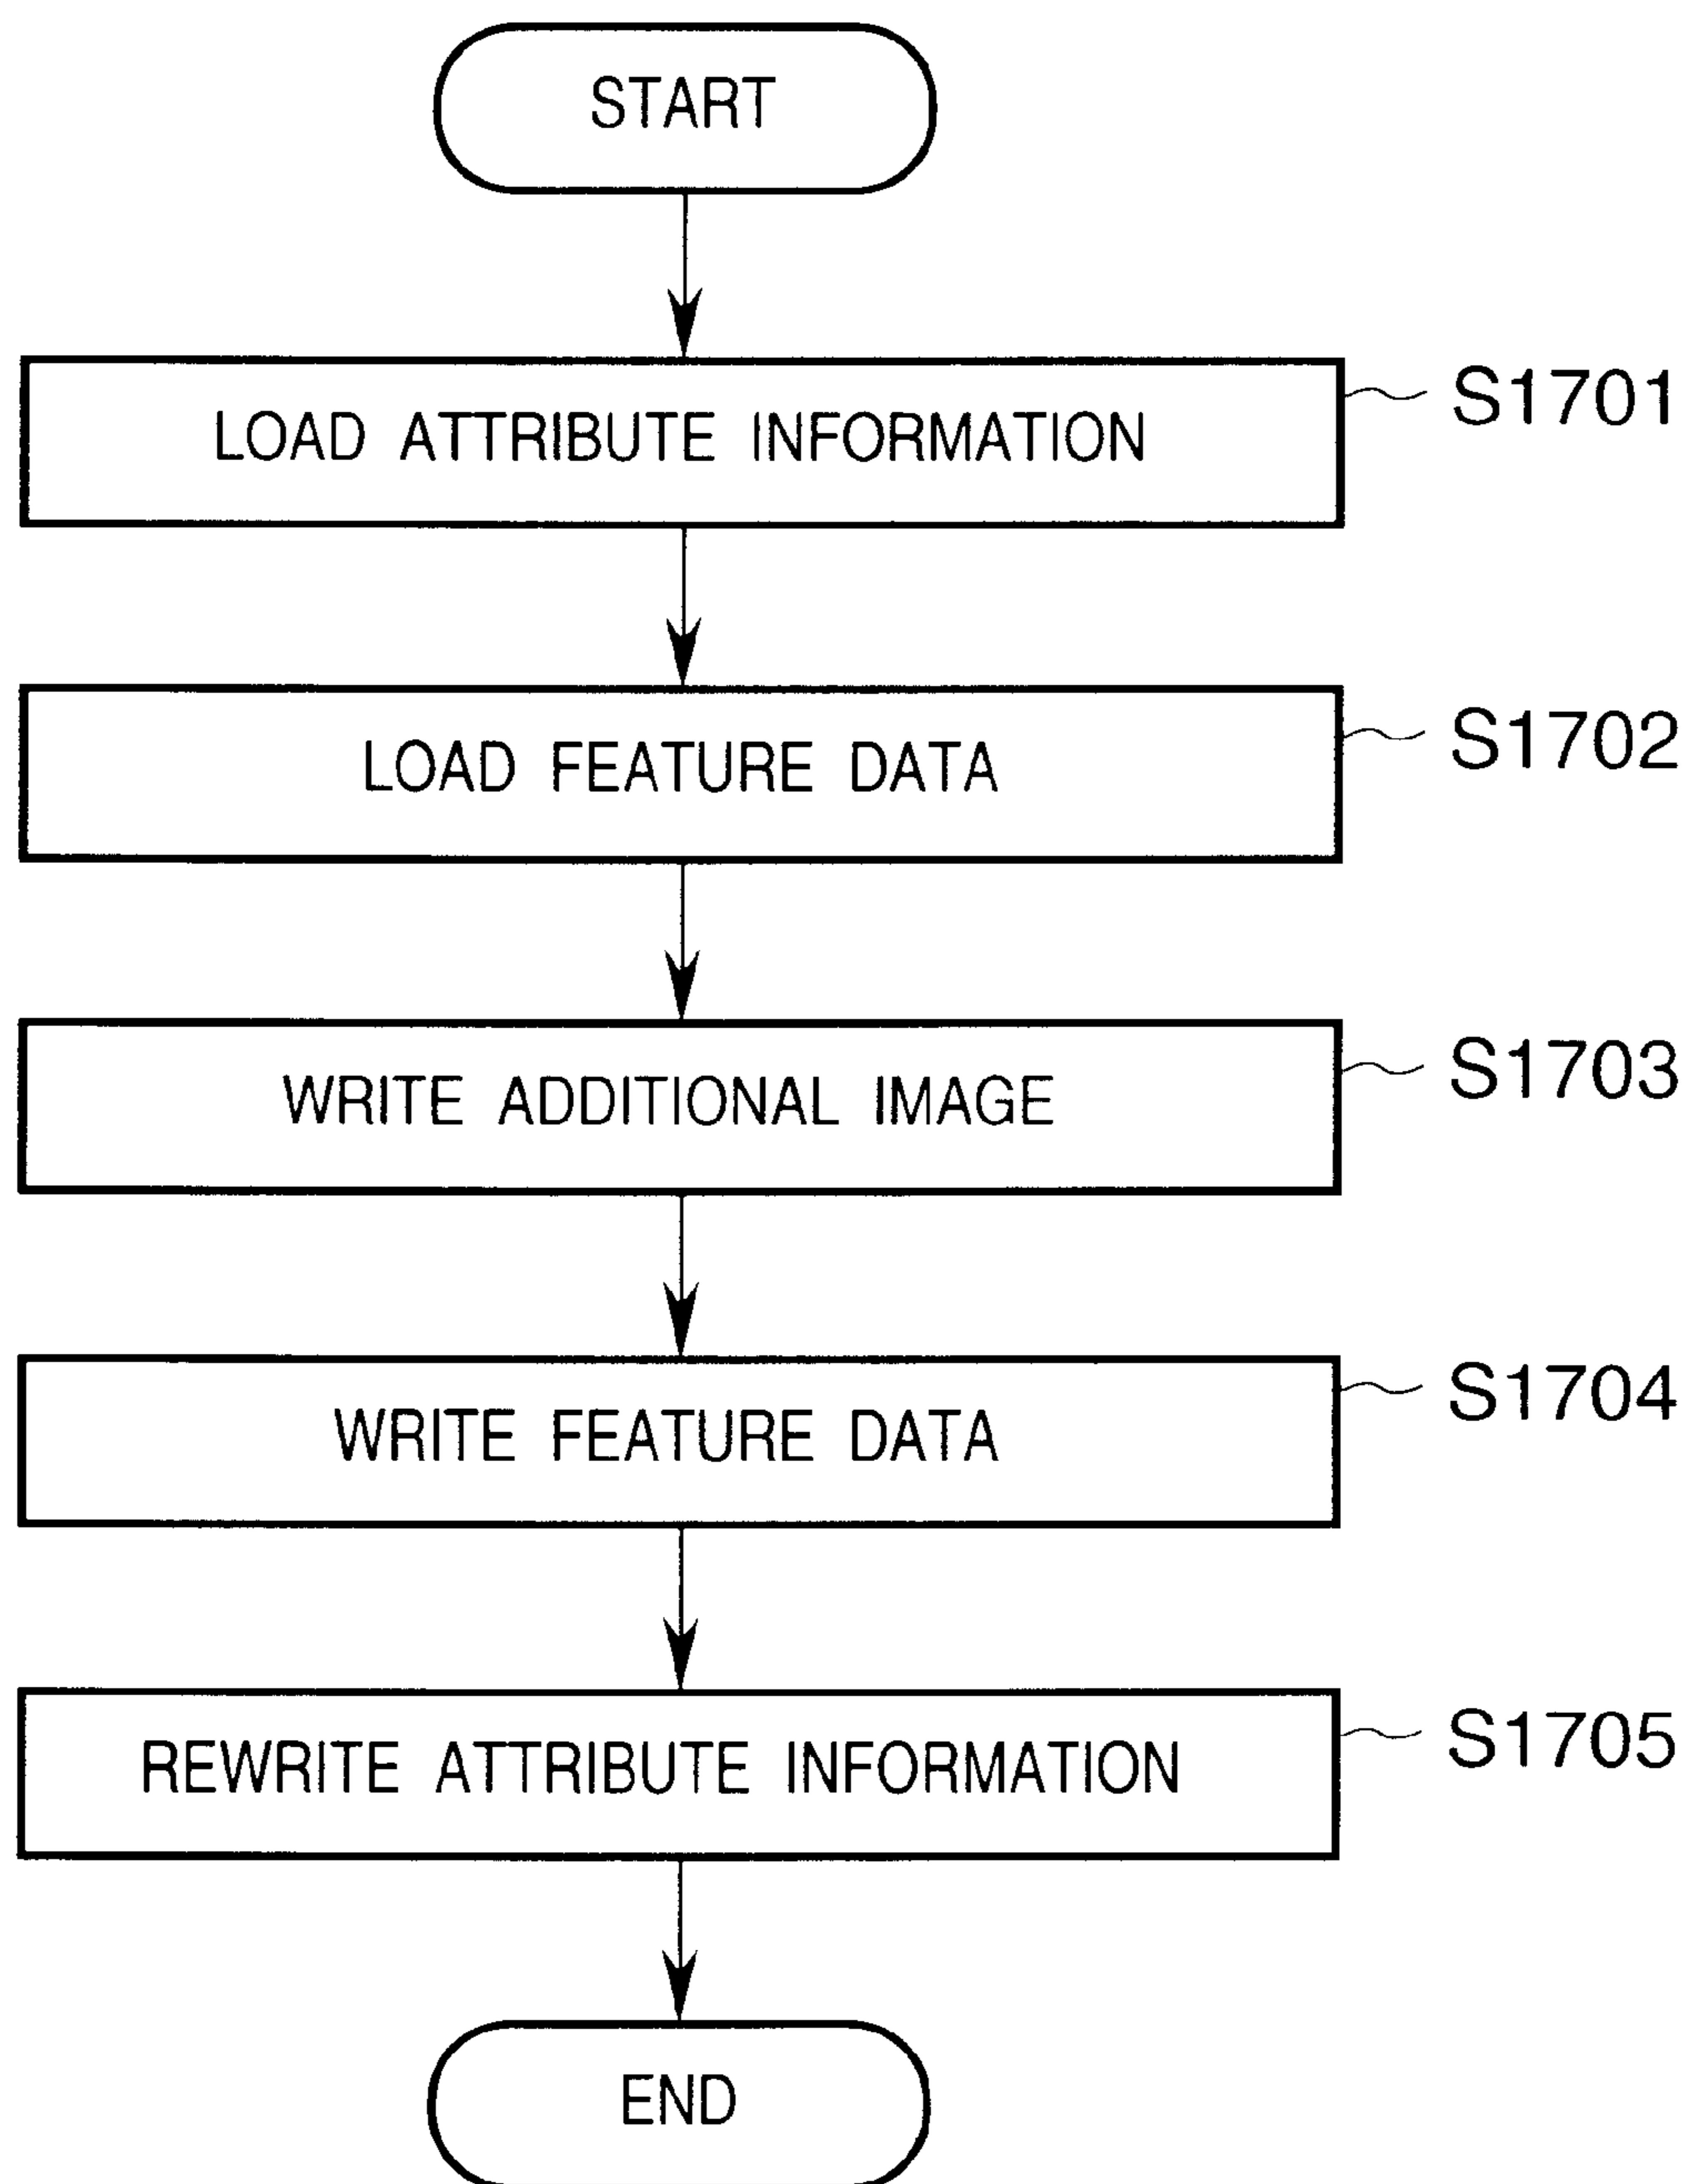 START
LOAD ATTRIBUTE INFORMATION
S1701
LOAD FEATURE DATA
S1702
WRITE ADDITIONAL IMAGE
S1703
WRITE FEATURE DATA
S1704
REWRITE ATTRIBUTE INFORMATION
S1705
END